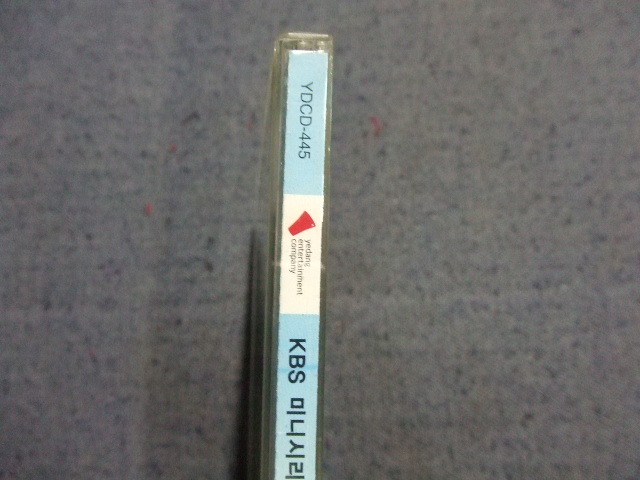 YDCD-445
yedang
entertainment
company
KBS 미니시리